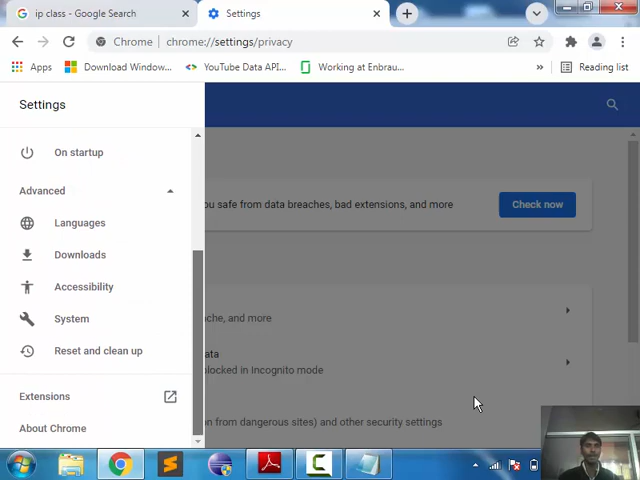 ip class - Google Search
Settings
Chrome | chrome://settings/privacy
Apps
Download Window...
YouTube Data API...
Working at Enbrau...
»
Reading list
Settings
On startup
Advanced
Languages
Downloads
Accessibility
System
Reset and clean up
Extensions
About Chrome
ou safe from data breaches, bad extensions, and more
Check now
ache, and more
ata
blocked in Incognito mode
on from dangerous sites) and other security settings